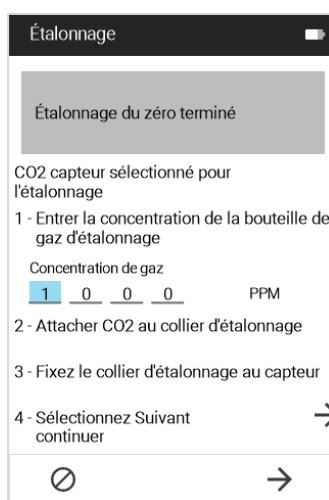 Étalonnage
Étalonnage du zéro terminé
CO2 capteur sélectionné pour
l'étalonnage
1 - Entrer la concentration de la bouteille de
gaz d'étalonnage
Concentration de gaz
1 0 0 0 PPM
2 - Attacher CO2 au collier d'étalonnage
3 - Fixez le collier d'étalonnage au capteur
4 - Sélectionnez Suivant →
continuer